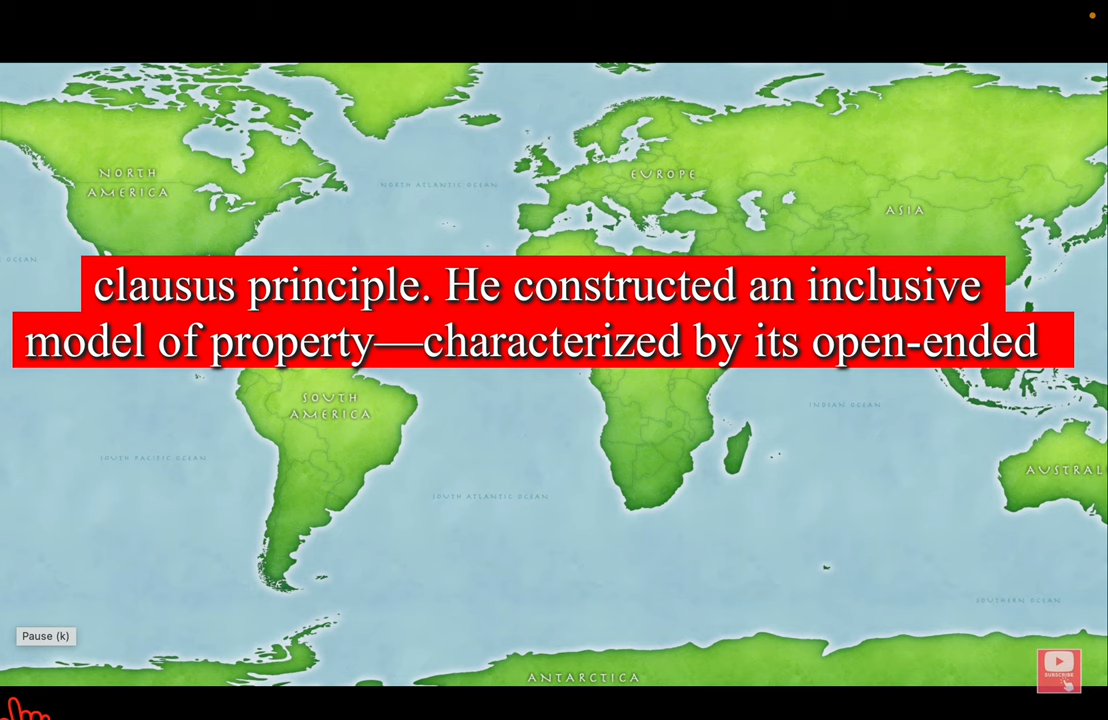 NORTH ATLANTIC OCEAN
NORTH
AMERICA
EUROPE
ASIA
OCEAN
clausus principle. He constructed an inclusive
model of property—characterized by its open-ended
SOUTH
AMERICA
INDIAN OCEAN
SOUTH PACIFIC OCEAN
AUSTRAL
SOUTH ATLANTIC OCEAN
SOUTHERN OCEAN
Pause (k)
SUBSCRIBE
ANTARCTICA